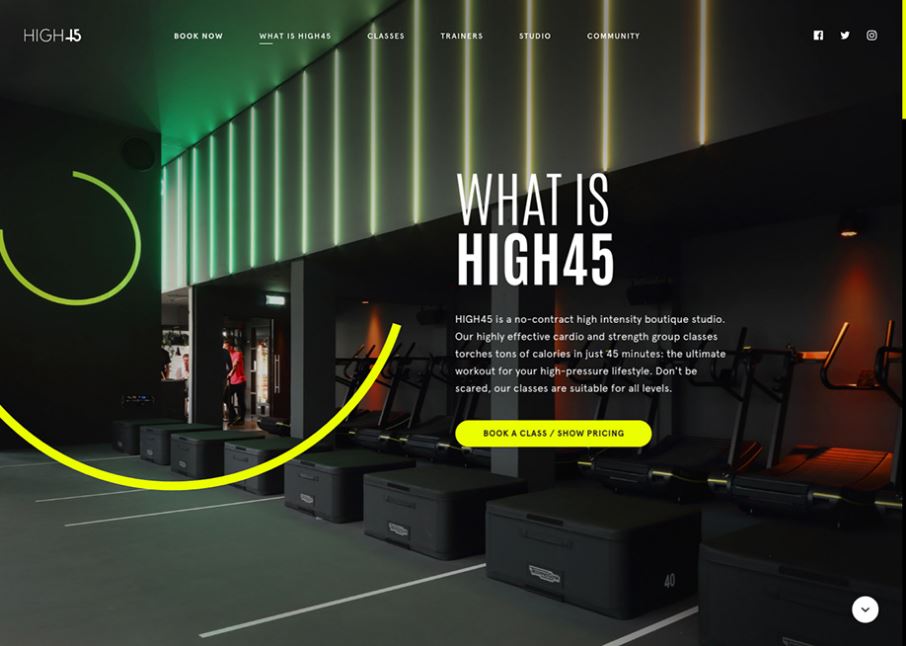 HIGH45
BOOK NOW
WHAT IS HIGH45
CLASSES
TRAINERS
STUDIO
COMMUNITY
WHAT IS
HIGH45
HIGH45 is a no-contract high intensity boutique studio.
Our highly effective cardio and strength group classes
torches tons of calories in just 45 minutes: the ultimate
workout for your high-pressure lifestyle. Don't be
scared, our classes are suitable for all levels.
BOOK A CLASS / SHOW PRICING
40